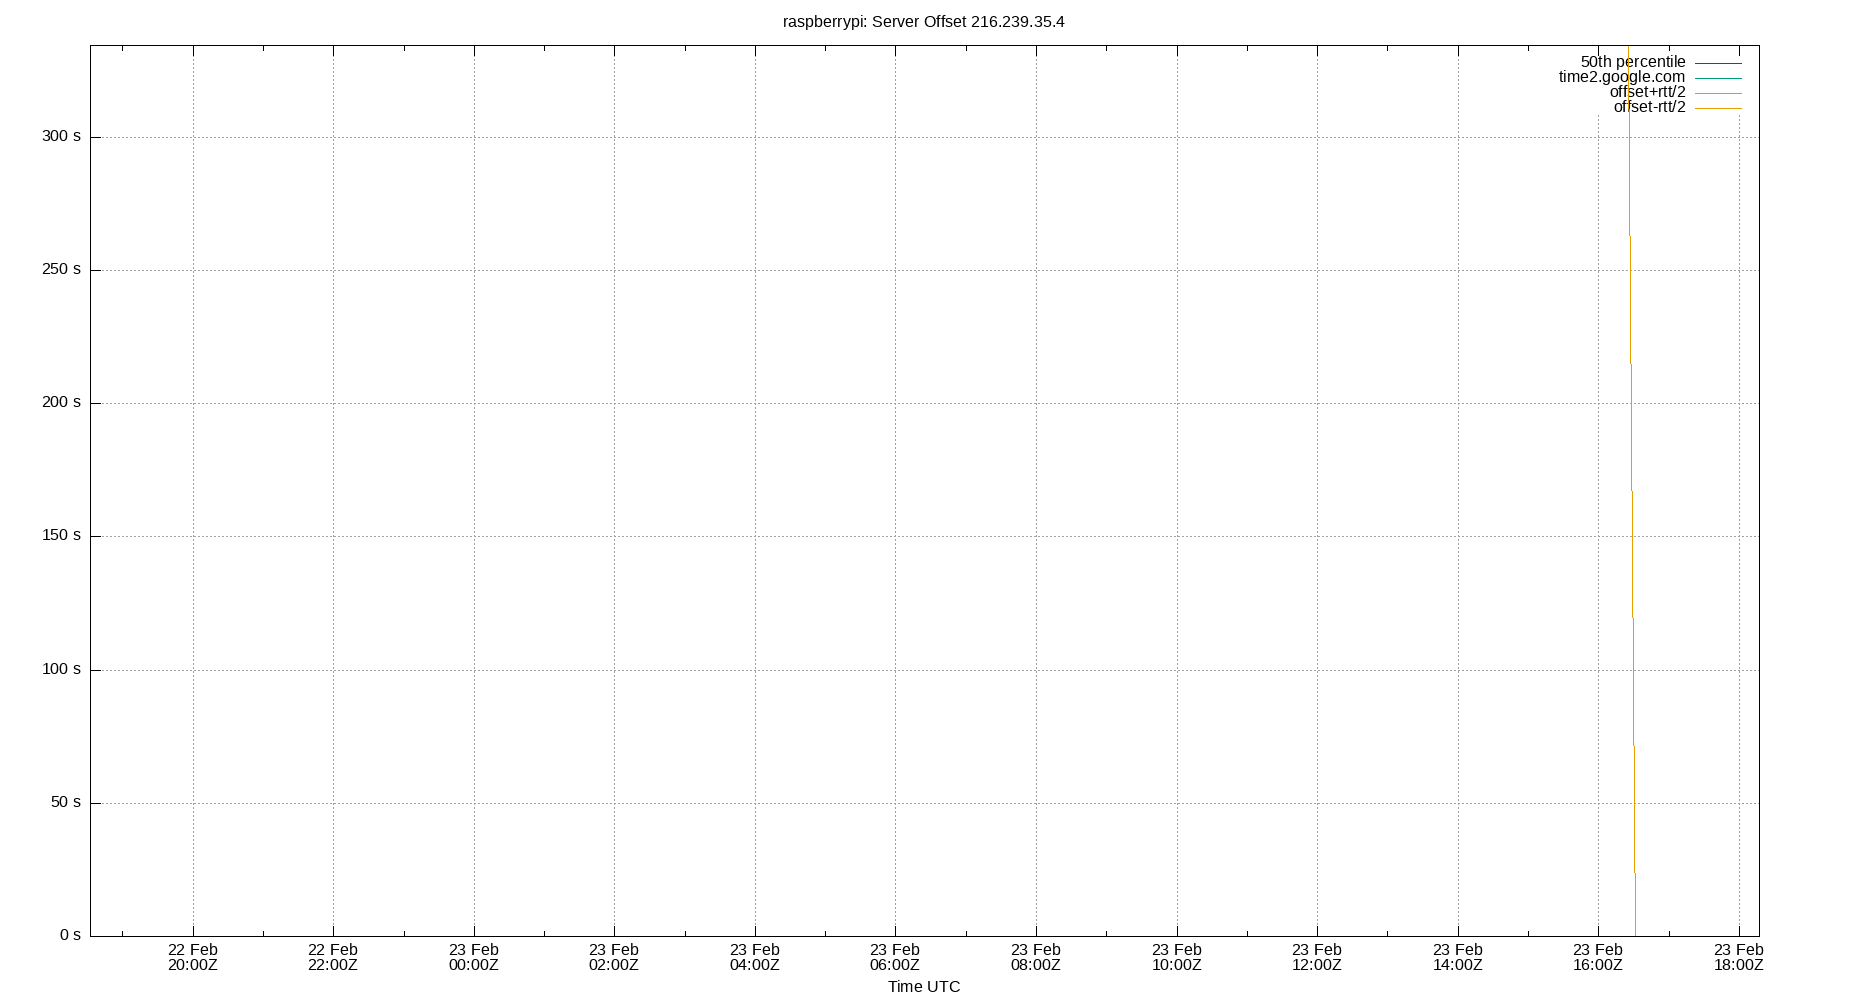 raspberrypi: Server Offset 216.239.35.4
50th percentile
time2.google.com
offset+rtt/2
offset-rtt/2
300 s
250 s
200 s
150 s
100 s
50 s
0 s
22 Feb 22 Feb 23 Feb 23 Feb 23 Feb 23 Feb 23 Feb 23 Feb 23 Feb 23 Feb 23 Feb 23 Feb
20:00Z 22:00Z 00:00Z 02:00Z 04:00Z 06:00Z 08:00Z 10:00Z 12:00Z 14:00Z 16:00Z 18:00Z
Time UTC